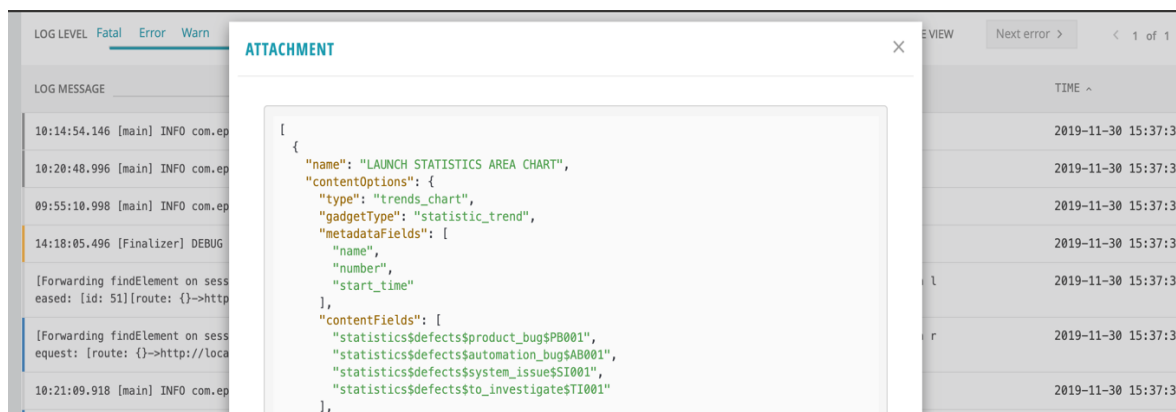 LOG LEVEL Fatal Error Warn
ATTACHMENT
E VIEW Next error > < 1 of 1
LOG MESSAGE
TIME
[
{
"name": "LAUNCH STATISTICS AREA CHART",
"contentOptions": {
"type": "trends_chart",
"gadgetType": "statistic_trend",
"metadataFields": [
"name",
"number",
"start_time"
],
"contentFields": [
"statistics$defects$product_bug$PB001",
"statistics$defects$automation_bug$AB001",
"statistics$defects$system_issue$SI001",
"statistics$defects$to_investigate$TI001"
],
10:14:54.146 [main] INFO com.ep
2019-11-30 15:37:3
10:20:48.996 [main] INFO com.ep
2019-11-30 15:37:3
09:55:10.998 [main] INFO com.ep
2019-11-30 15:37:3
14:18:05.496 [Finalizer] DEBUG
2019-11-30 15:37:3
[Forwarding findElement on sess
l
eased: [id: 51][route: {}->http
2019-11-30 15:37:3
[Forwarding findElement on sess
r
equest: [route: {}->http://loca
2019-11-30 15:37:3
10:21:09.918 [main] INFO com.ep
2019-11-30 15:37:3